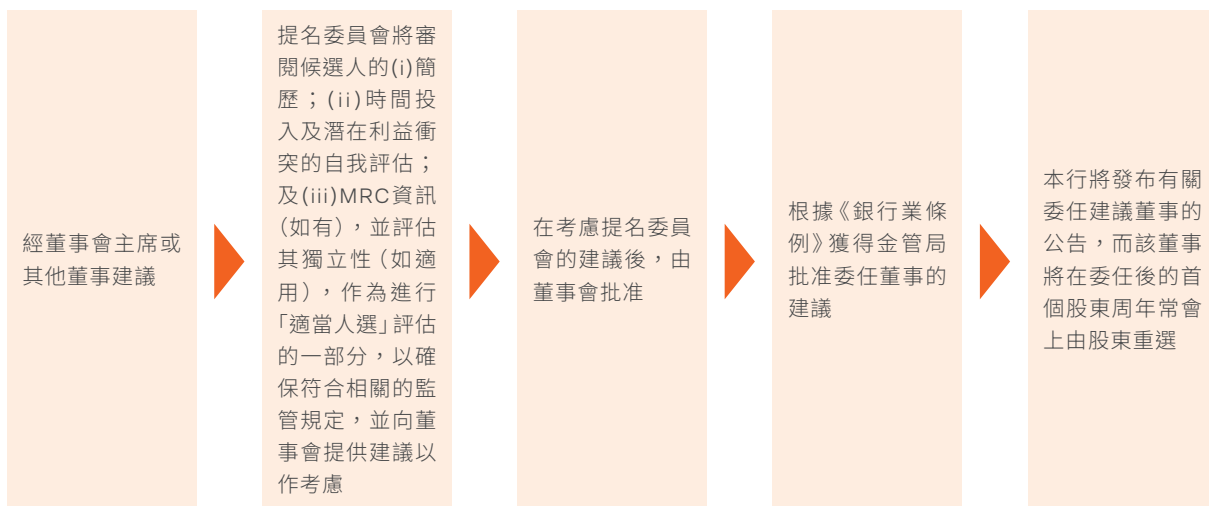 經董事會主席或
其他董事建議
提名委員會將審
閱候選人的(i)簡
歷；(ii)時間投
入及潛在利益衝
突的自我評估；
及(iii)MRC資訊
（如有），並評估
其獨立性（如適
用），作為進行
「適當人選」評估
的一部分，以確
保符合相關的監
管規定，並向董
事會提供建議以
作考慮
在考慮提名委員
會的建議後，由
董事會批准
根據《銀行業條
例》獲得金管局
批准委任董事的
建議
本行將發布有關
委任建議董事的
公告，而該董事
將在委任後的首
個股東周年常會
上由股東重選